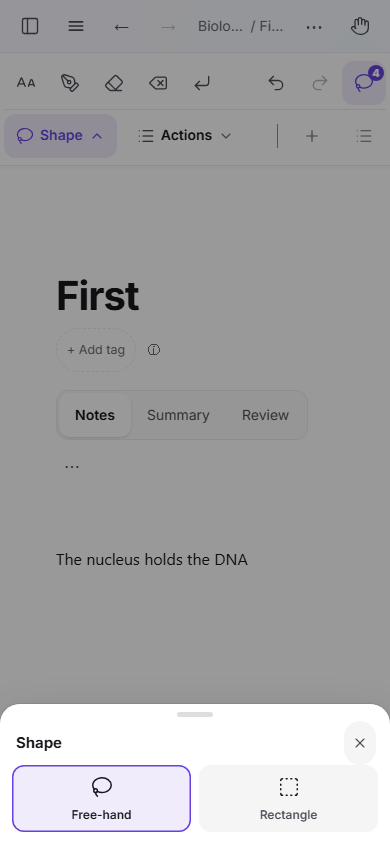 Biolo... / Fi...
AA
4
Shape
Actions
First
+ Add tag
Notes
Summary
Review
...
The nucleus holds the DNA
Shape
Free-hand
Rectangle